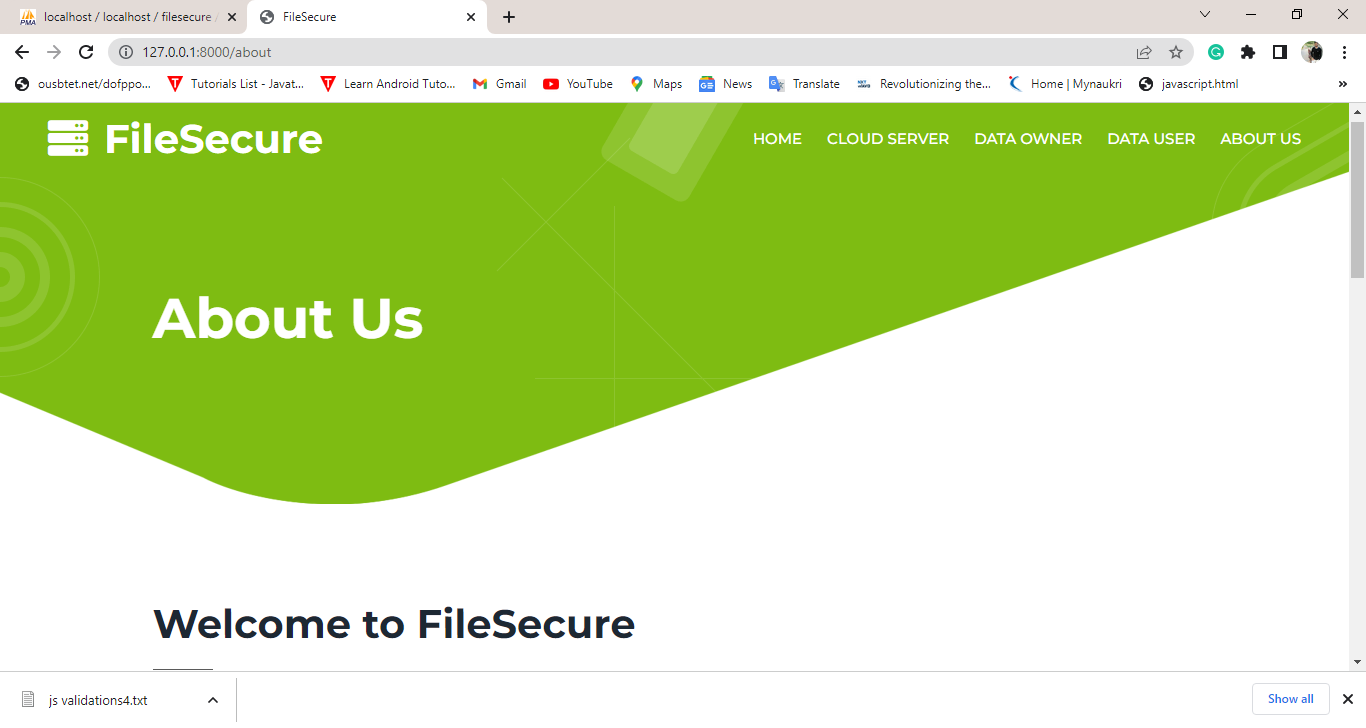 PMA
localhost / localhost / filesecure /
FileSecure
127.0.0.1:8000/about
ousbtet.net/dofppo...
Tutorials List - Javat...
Learn Android Tuto...
Gmail
YouTube
Maps
News
Translate
Revolutionizing the...
Home | Mynaukri
javascript.html
»
FileSecure
HOME
CLOUD SERVER
DATA OWNER
DATA USER
ABOUT US
About Us
Welcome to FileSecure
js validations4.txt
Show all